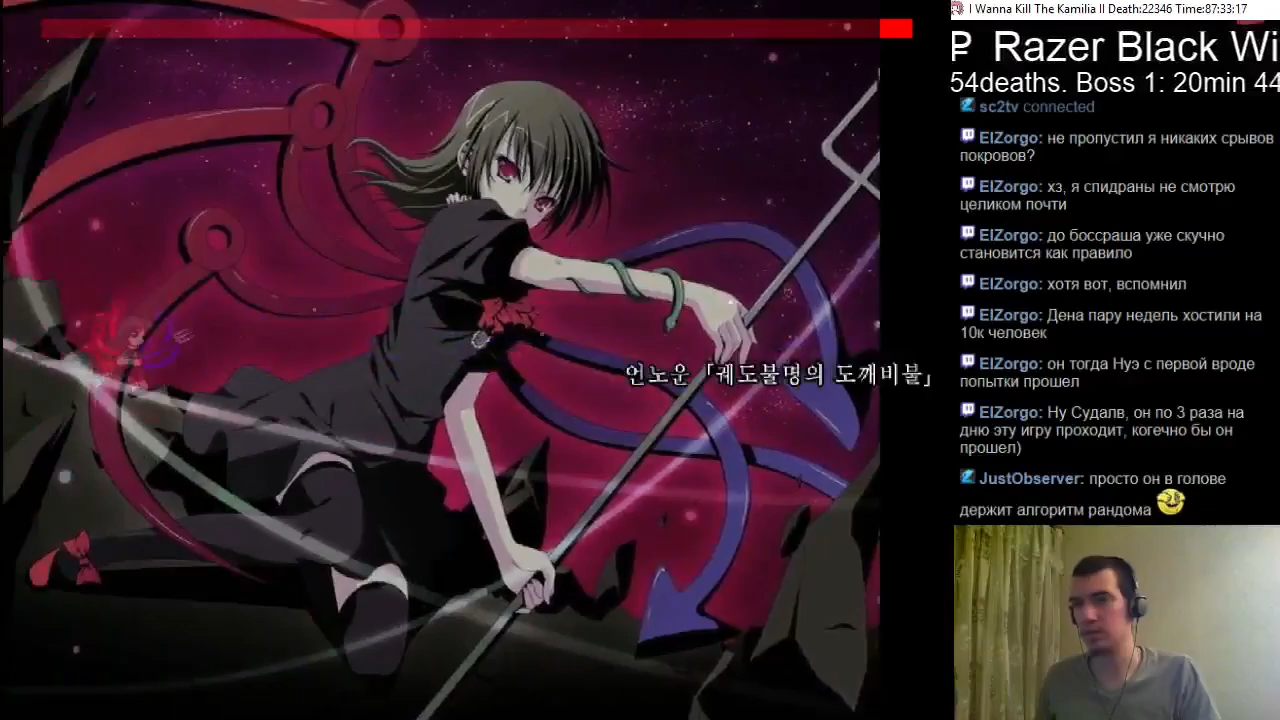 I Wanna Kill The Kamilia II Death:22346 Time:87:33:17
Razer Black Wi
54deaths. Boss 1: 20min 44
sc2tv connected
ElZorgo: не пропустил я никаких срывов
покровов?
ElZorgo: хз, я спидраны не смотрю
целиком почти
ElZorgo: до боссраша уже скучно
становится как правило
ElZorgo: хотя вот, вспомнил
ElZorgo: Дена пару недель хостили на
10к человек
ElZorgo: он тогда Нуэ с первой вроде
попытки прошел
ElZorgo: Ну Судалв, он по 3 раза на
дню эту игру проходит, когечно бы он
прошел)
JustObserver: просто он в голове
держит алгоритм рандома
언노운「궤도불명의 도깨비불」